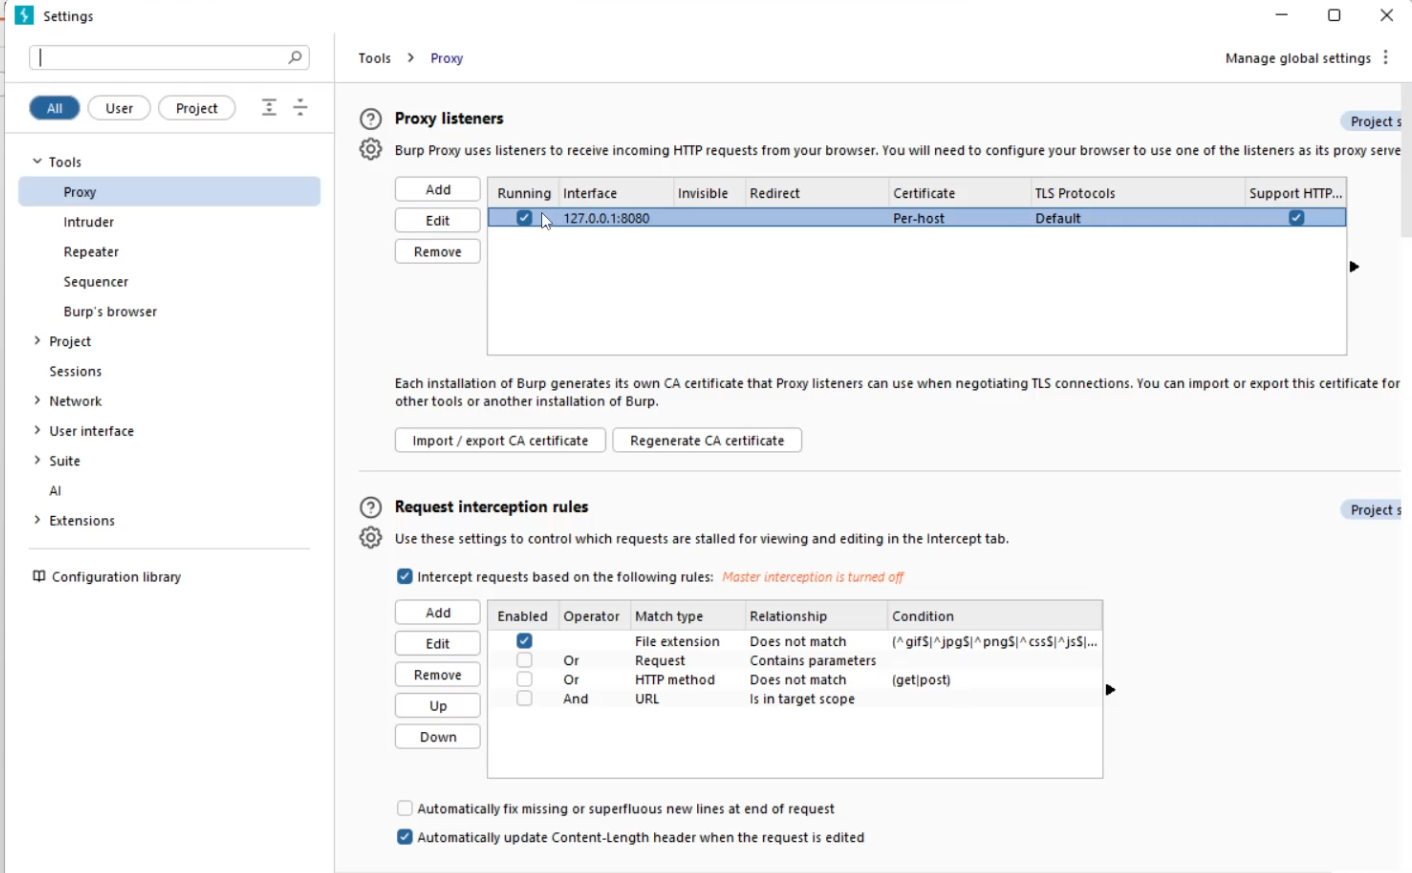 Settings
Tools > Proxy
Manage global settings
All
User
Project
Proxy listeners
Project s
Burp Proxy uses listeners to receive incoming HTTP requests from your browser. You will need to configure your browser to use one of the listeners as its proxy serve
Tools
Proxy
Intruder
Repeater
Sequencer
Burp's browser
Project
Sessions
Network
User interface
Suite
AI
Extensions
Configuration library
Add
Edit
Remove
Running Interface Invisible Redirect Certificate TLS Protocols Support HTTP...
127.0.0.1:8080 Per-host Default
Each installation of Burp generates its own CA certificate that Proxy listeners can use when negotiating TLS connections. You can import or export this certificate for
other tools or another installation of Burp.
Import / export CA certificate
Regenerate CA certificate
Request interception rules
Project s
Use these settings to control which requests are stalled for viewing and editing in the Intercept tab.
Intercept requests based on the following rules: Master interception is turned off
Add
Edit
Remove
Up
Down
Enabled Operator Match type Relationship Condition
File extension Does not match (^gif$|^jpg$|^png$|^css$|^js$|...
Or Request Contains parameters
Or HTTP method Does not match (get|post)
And URL Is in target scope
Automatically fix missing or superfluous new lines at end of request
Automatically update Content-Length header when the request is edited